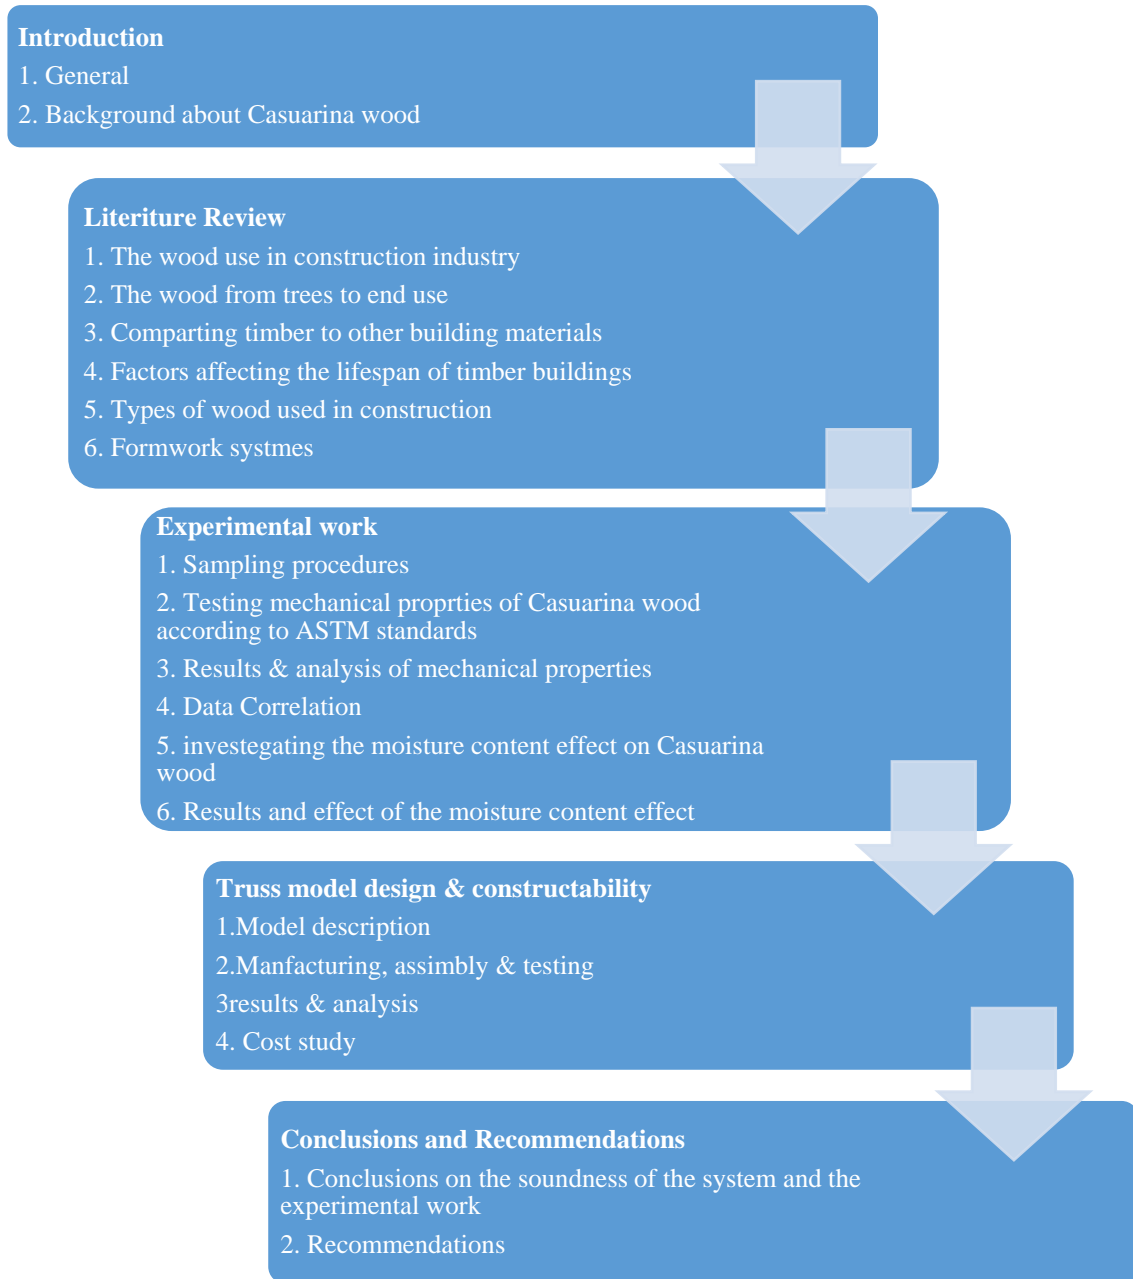 Introduction
1. General
2. Background about Casuarina wood
Literiture Review
1. The wood use in construction industry
2. The wood from trees to end use
3. Comparting timber to other building materials
4. Factors affecting the lifespan of timber buildings
5. Types of wood used in construction
6. Formwork systmes
Experimental work
1. Sampling procedures
2. Testing mechanical proprties of Casuarina wood
according to ASTM standards
3. Results & analysis of mechanical properties
4. Data Correlation
5. investegating the moisture content effect on Casuarina
wood
6. Results and effect of the moisture content effect
Truss model design & constructability
1.Model description
2.Manfacturing, assimbly & testing
3results & analysis
4. Cost study
Conclusions and Recommendations
1. Conclusions on the soundness of the system and the
experimental work
2. Recommendations